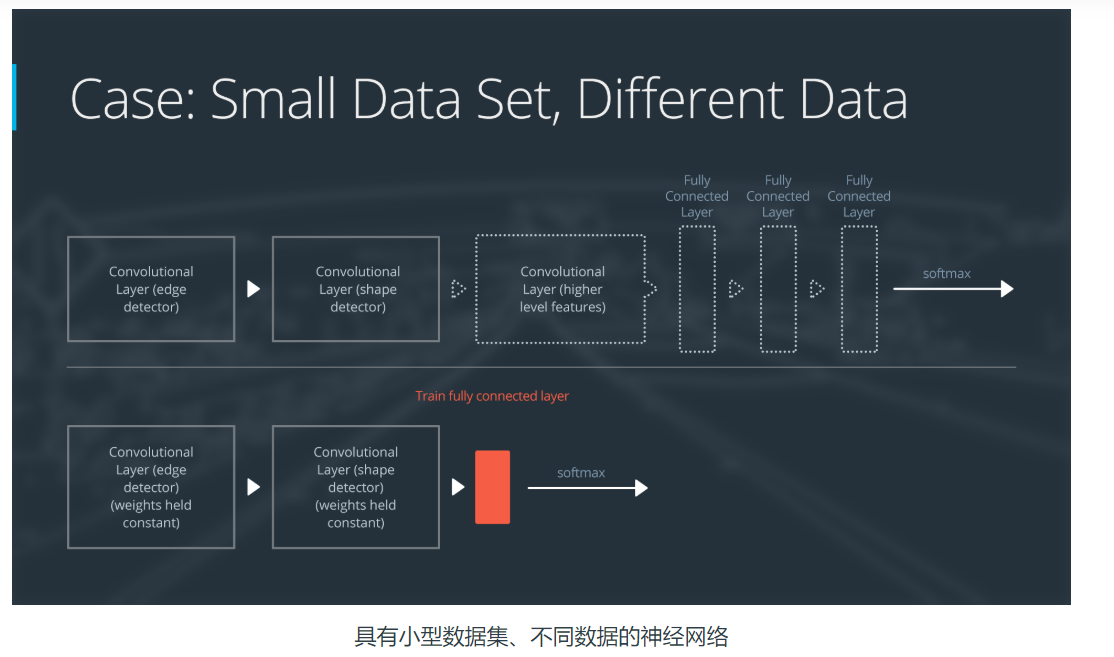 Case: Small Data Set, Different Data
Fully
Connected
Layer
Fully
Connected
Layer
Fully
Connected
Layer
Convolutional
Layer (edge
detector)
Convolutional
Layer (shape
detector)
Convolutional
Layer (higher
level features)
softmax
Train fully connected layer
Convolutional
Layer (edge
detector)
(weights held
constant)
Convolutional
Layer (shape
detector)
(weights held
constant)
softmax
具有小型数据集、不同数据的神经网络